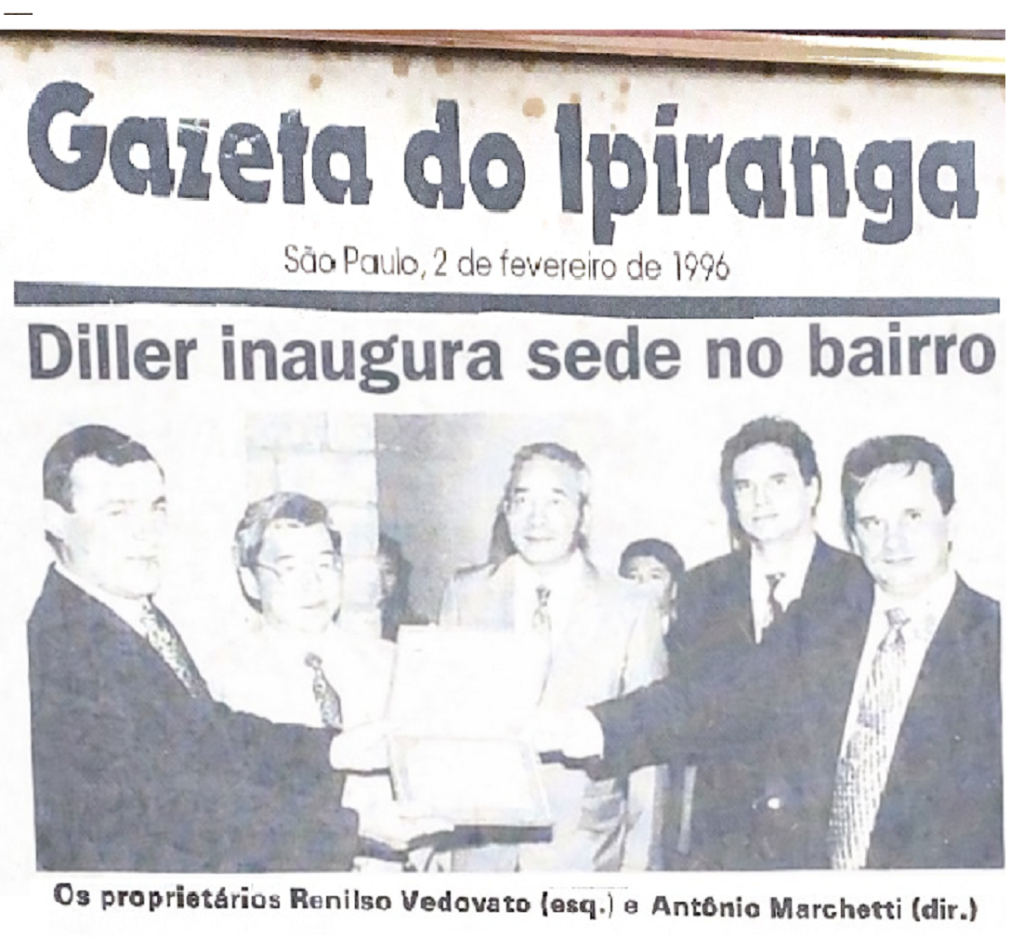 Gazeta do Ipiranga
São Paulo, 2 de fevereiro de 1996
Diller inaugura sede no bairro
Os proprietários Renilso Vedovato (esq.) e Antônio Marchetti (dir.)